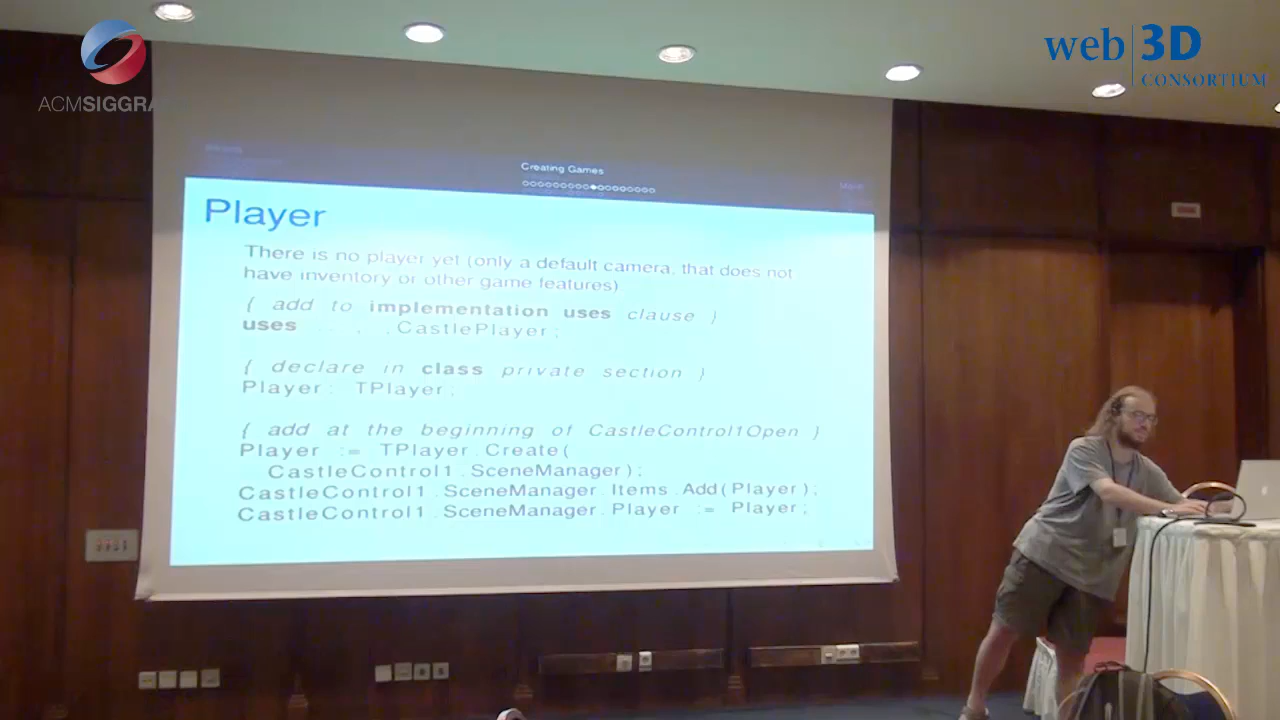 ACMSIGGRA
web 3D
CONSORTIUM
Creating Games
Player
There is no player yet (only a default camera, that does not
have inventory or other game features)
{ add to implementation uses clause }
uses ..., CastlePlayer;
{ declare in class private section }
Player: TPlayer;
{ add at the beginning of CastleControl1Open }
Player := TPlayer.Create(
CastleControl1.SceneManager);
CastleControl1.SceneManager.Items.Add(Player);
CastleControl1.SceneManager.Player := Player;